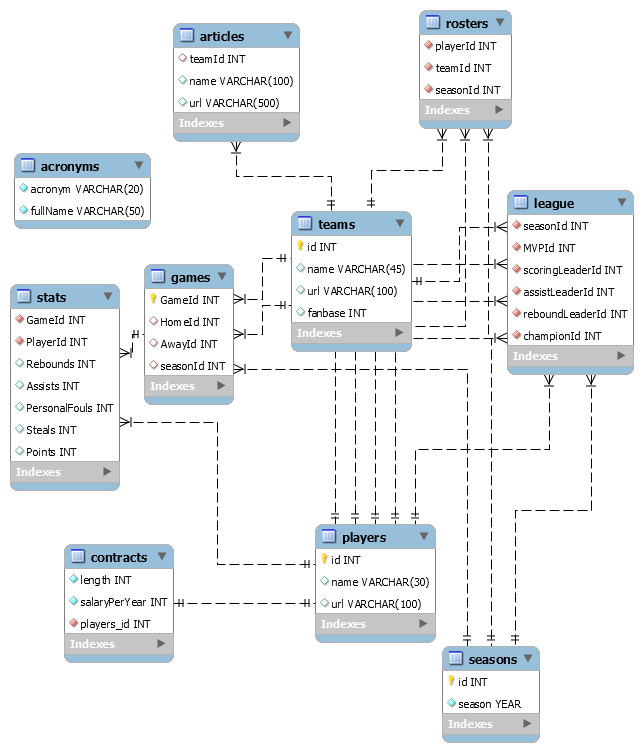 articles
teamId INT
name VARCHAR(100)
url VARCHAR(500)
Indexes
rosters
playerId INT
teamId INT
seasonId INT
Indexes
acronyms
acronym VARCHAR(20)
fullName VARCHAR(50)
teams
id INT
name VARCHAR(45)
url VARCHAR(100)
fanbase INT
Indexes
league
seasonId INT
MVPId INT
scoringLeaderId INT
assistLeaderId INT
reboundLeaderId INT
championId INT
Indexes
games
GameId INT
HomeId INT
AwayId INT
seasonId INT
Indexes
stats
GameId INT
PlayerId INT
Rebounds INT
Assists INT
PersonalFouls INT
Steals INT
Points INT
Indexes
players
id INT
name VARCHAR(30)
url VARCHAR(100)
Indexes
contracts
length INT
salaryPerYear INT
players_id INT
Indexes
seasons
id INT
season YEAR
Indexes